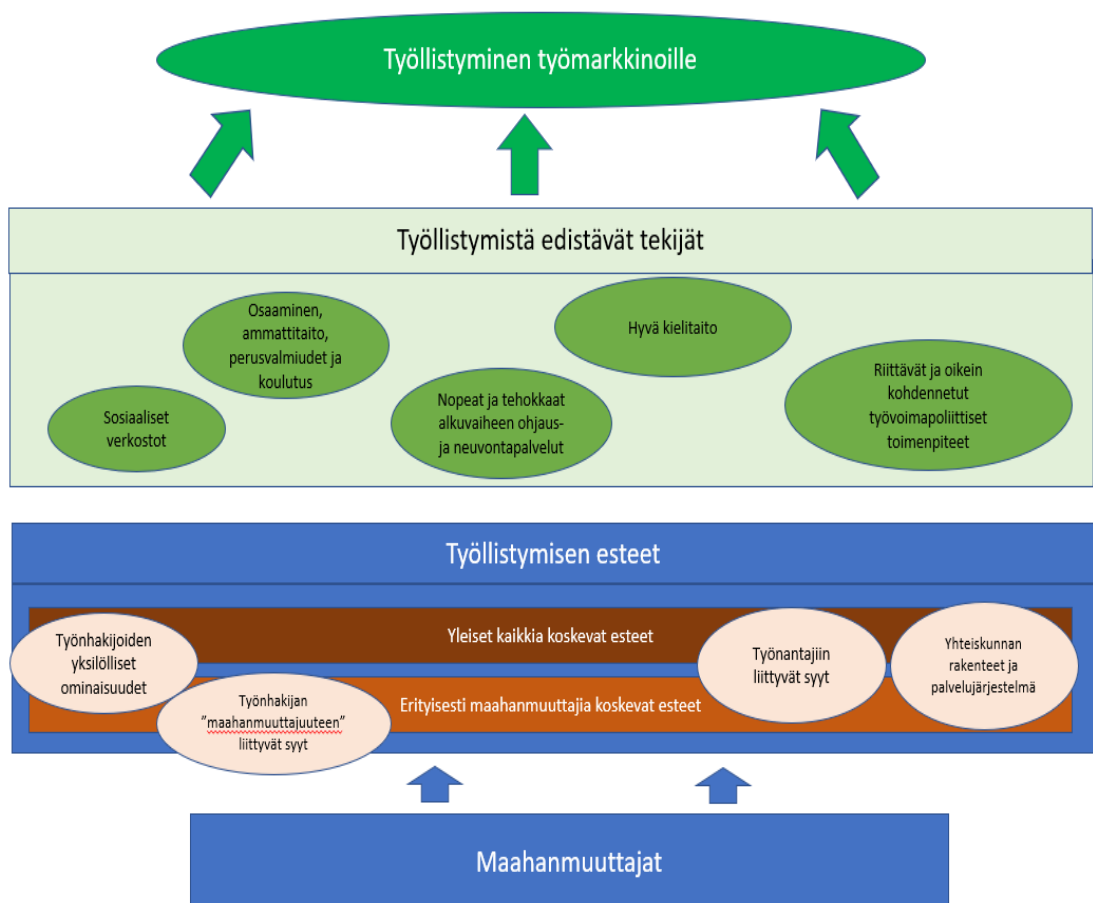 Työllistyminen työmarkkinoille
Työllistymistä edistävät tekijät
Osaaminen,
ammattitaito,
perusvalmiudet ja
koulutus
Hyvä kielitaito
Sosiaaliset
verkostot
Nopeat ja tehokkaat
alkuvaiheen ohjaus-
ja neuvontapalvelut
Riittävät ja oikein
kohdennetut
työvoimapoliittiset
toimenpiteet
Työllistymisen esteet
Yleiset kaikkia koskevat esteet
Työnhakijoiden
yksilölliset
ominaisuudet
Työnantajiin
liittyvät syyt
Yhteiskunnan
rakenteet ja
palvelujärjestelmä
Erityisesti maahanmuuttajia koskevat esteet
Työnhakijan
”maahanmuuttajuuteen”
liittyvät syyt
Maahanmuuttajat